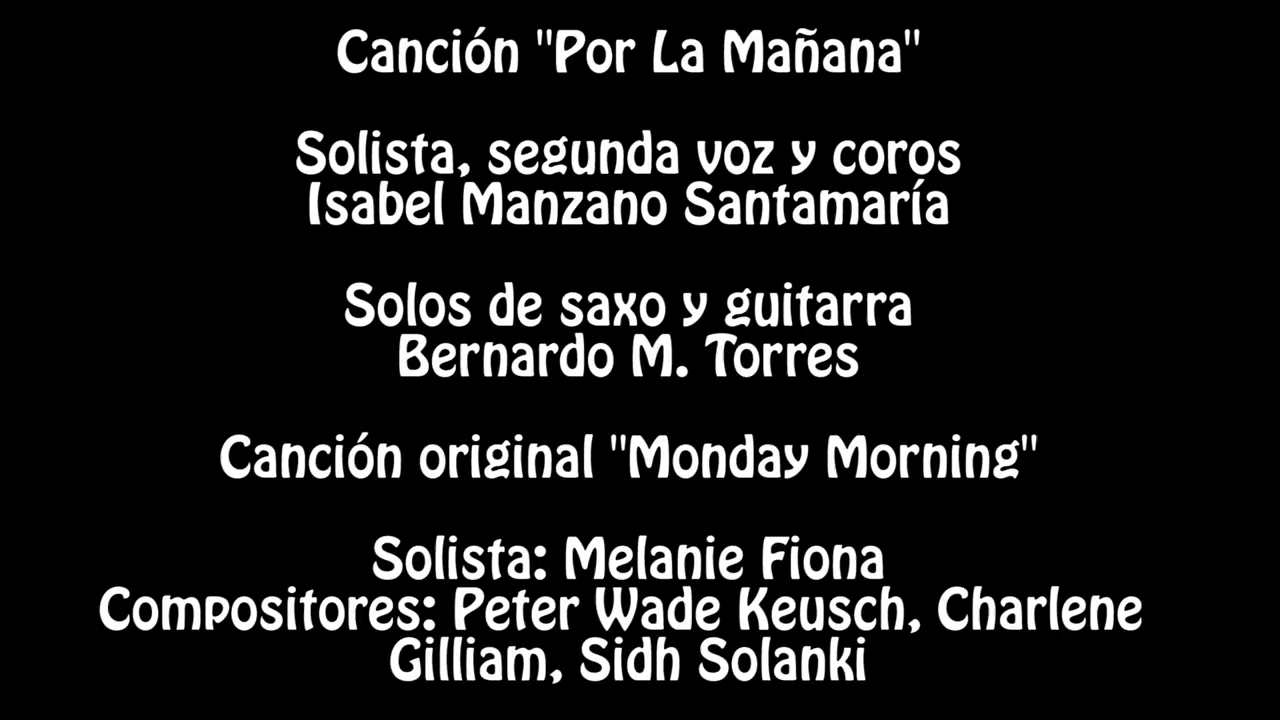 Canción "Por La Mañana"
Solista, segunda voz y coros
Isabel Manzano Santamaría
Solos de saxo y guitarra
Bernardo M. Torres
Canción original "Monday Morning"
Solista: Melanie Fiona
Compositores: Peter Wade Keusch, Charlene
Gilliam, Sidh Solanki